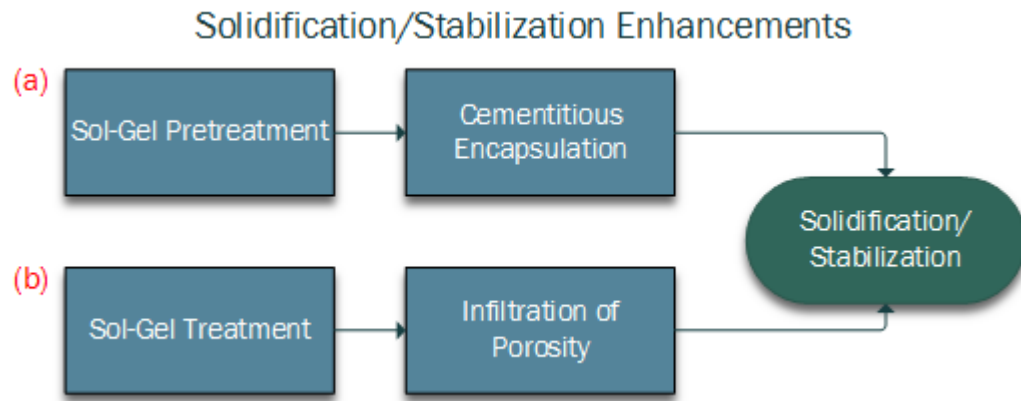 Solidification/Stabilization Enhancements
(a)
Sol-Gel Pretreatment
Cementitious
Encapsulation
Solidification/
Stabilization
(b)
Sol-Gel Treatment
Infiltration of
Porosity